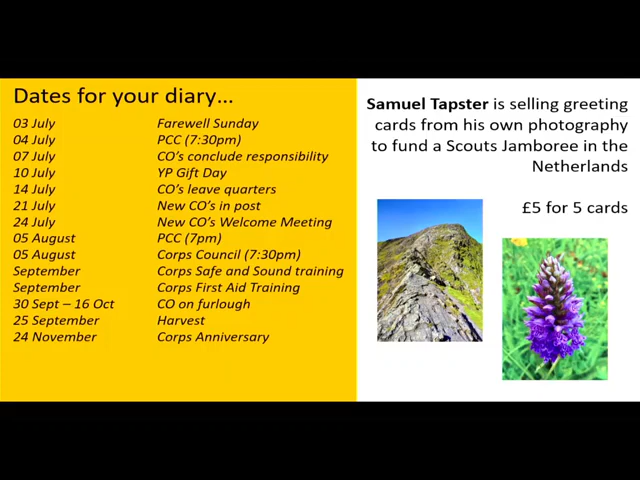 Dates for your diary...
03 July Farewell Sunday
04 July PCC (7:30pm)
07 July CO's conclude responsibility
10 July YP Gift Day
14 July CO's leave quarters
21 July New CO's in post
24 July New CO's Welcome Meeting
05 August PCC (7pm)
05 August Corps Council (7:30pm)
September Corps Safe and Sound training
September Corps First Aid Training
30 Sept – 16 Oct CO on furlough
25 September Harvest
24 November Corps Anniversary
Samuel Tapster is selling greeting
cards from his own photography
to fund a Scouts Jamboree in the
Netherlands
£5 for 5 cards